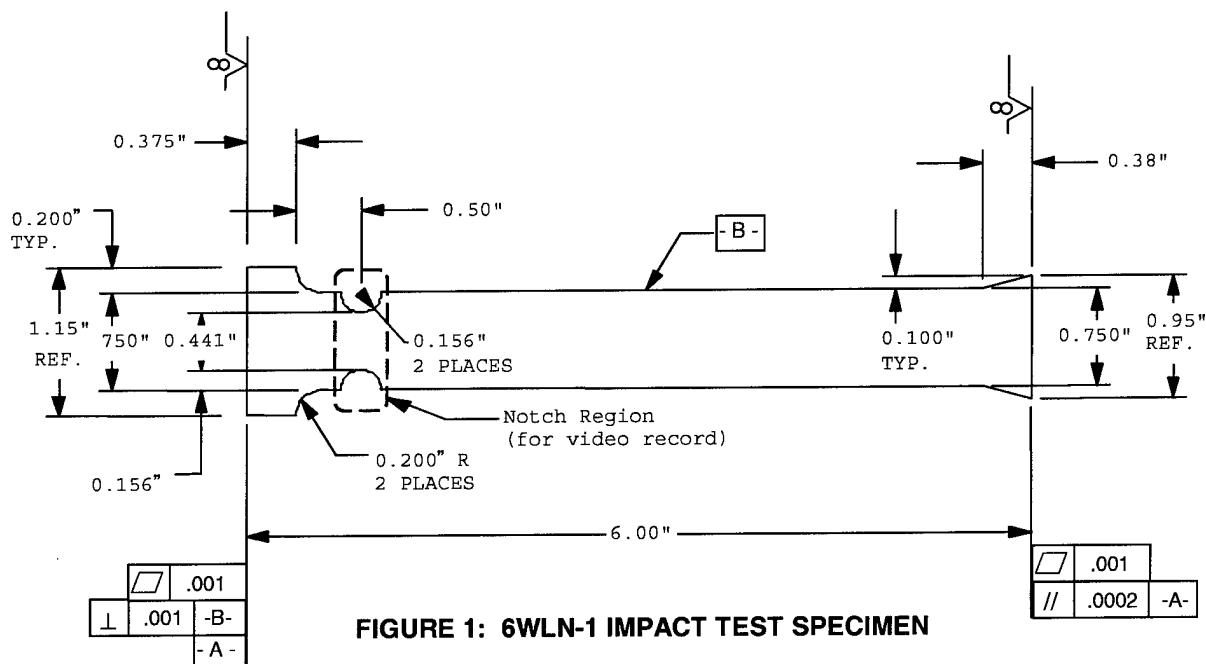 8
8
0.375"
0.38"
0.200"
TYP.
0.50"
- B -
1.15"
REF.
750"
0.441"
0.156"
2 PLACES
0.100"
TYP.
0.750"
0.95"
REF.
Notch Region
(for video record)
0.200" R
2 PLACES
0.156"
6.00"
.001
⊥ .001 -B-
- A -
.001
// .0002 -A-
FIGURE 1: 6WLN-1 IMPACT TEST SPECIMEN